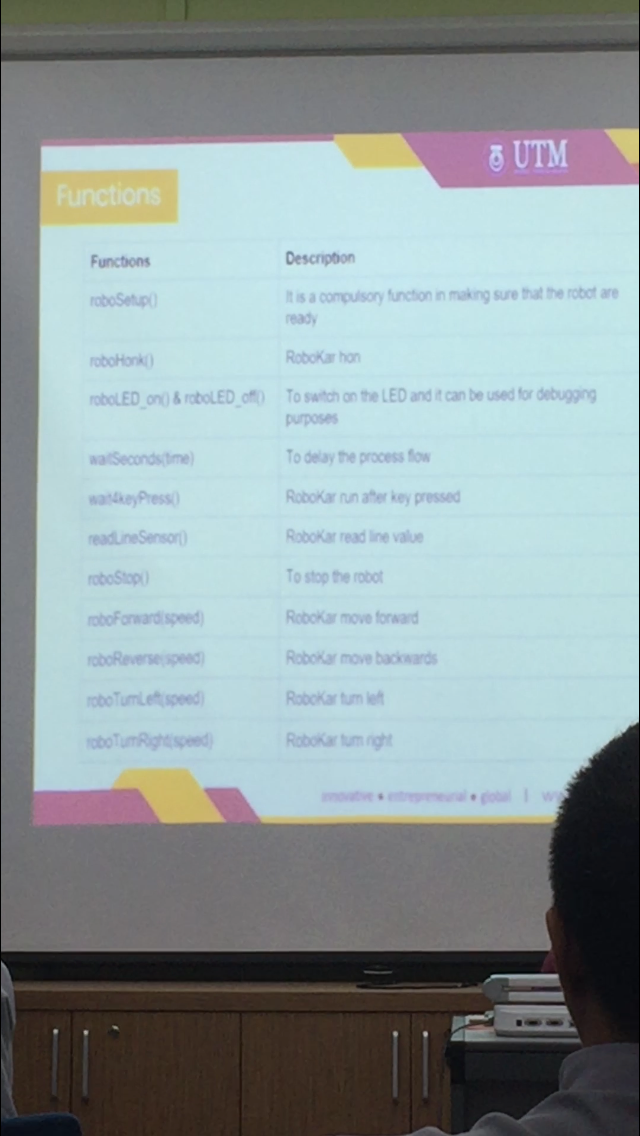 UTM
Functions
Functions Description
roboSetup() It is a compulsory function in making sure that the robot are
ready
roboHonk() RoboKar hon
roboLED_on() & roboLED_off() To switch on the LED and it can be used for debugging
purposes
waitSeconds(time) To delay the process flow
wait4keyPress() RoboKar run after key pressed
readLineSensor() RoboKar read line value
roboStop() To stop the robot
roboForward(speed) RoboKar move forward
roboReverse(speed) RoboKar move backwards
roboTurnLeft(speed) RoboKar turn left
roboTurnRight(speed) RoboKar turn right
innovative ● entrepreneurial ● global |